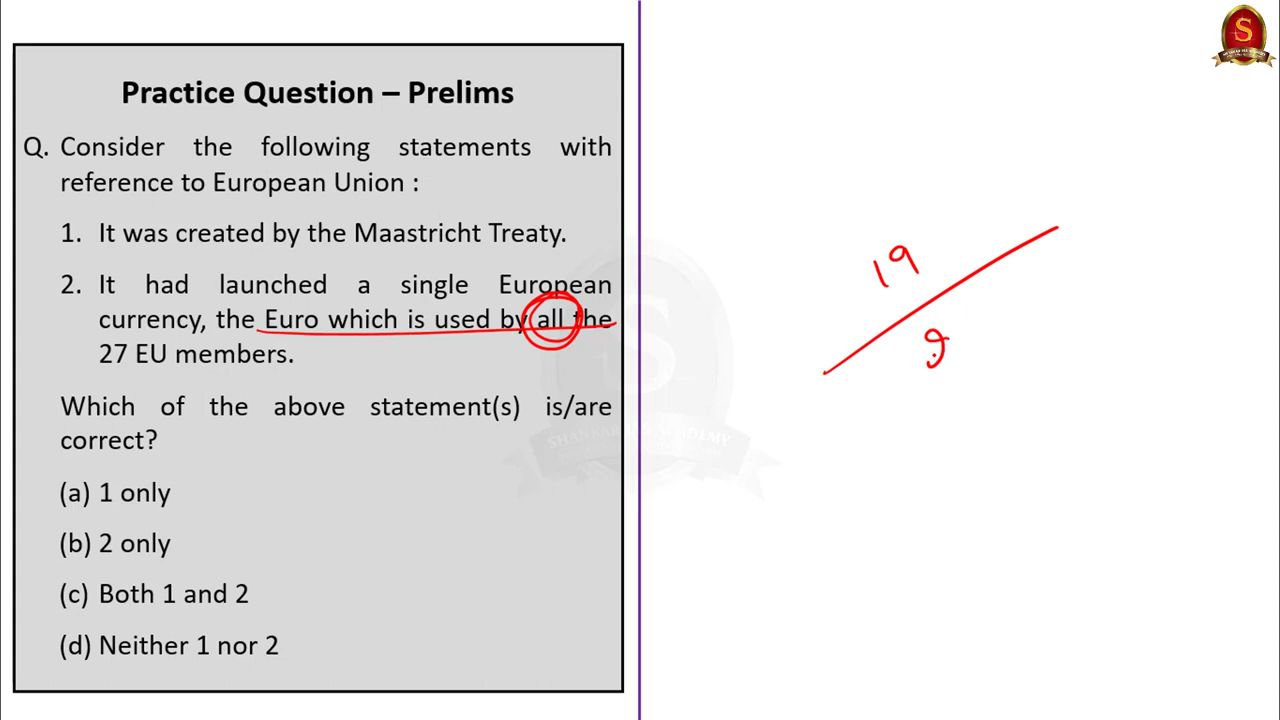 Practice Question – Prelims
Q. Consider the following statements with
reference to European Union :
1. It was created by the Maastricht Treaty.
2. It had launched a single European
currency, the Euro which is used by all the
27 EU members.
Which of the above statement(s) is/are
correct?
(a) 1 only
(b) 2 only
(c) Both 1 and 2
(d) Neither 1 nor 2
19
S